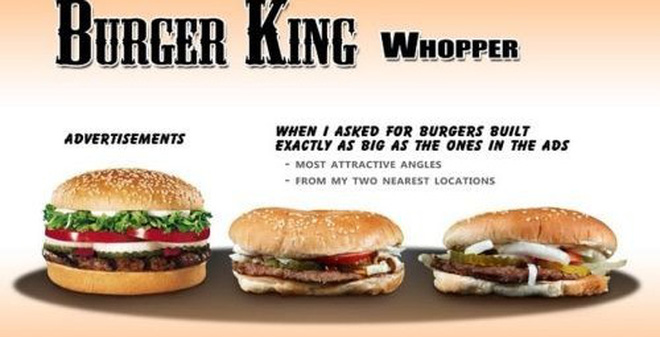 BURGER KING WHOPPER
ADVERTISEMENTS
WHEN I ASKED FOR BURGERS BUILT
EXACTLY AS BIG AS THE ONES IN THE ADS
- MOST ATTRACTIVE ANGLES
- FROM MY TWO NEAREST LOCATIONS